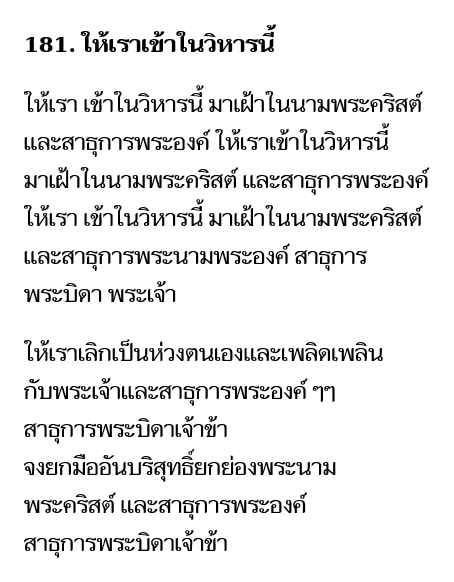 181. ให้เราเข้าในวิหารนี้
ให้เรา เข้าในวิหารนี้ มาเฝ้าในนามพระคริสต์
และสาธุการพระองค์ ให้เราเข้าในวิหารนี้
มาเฝ้าในนามพระคริสต์ และสาธุการพระองค์
ให้เรา เข้าในวิหารนี้ มาเฝ้าในนามพระคริสต์
และสาธุการพระนามพระองค์ สาธุการ
พระบิดา พระเจ้า
ให้เราเลิกเป็นห่วงตนเองและเพลิดเพลิน
กับพระเจ้าและสาธุการพระองค์ ๆๆ
สาธุการพระบิดาเจ้าข้า
จงยกมืออันบริสุทธิ์ยกย่องพระนาม
พระคริสต์ และสาธุการพระองค์
สาธุการพระบิดาเจ้าข้า